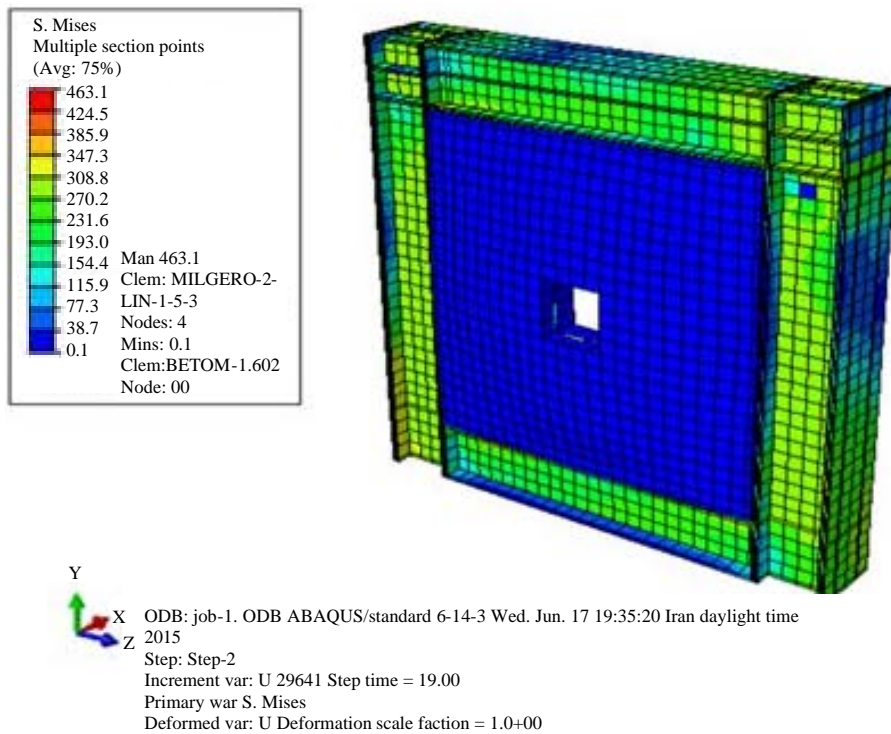 S. Mises
Multiple section points
(Avg: 75%)
463.1
424.5
385.9
347.3
308.8
270.2
231.6
193.0
154.4
115.9
77.3
38.7
0.1
Man 463.1
Clem: MILGERO-2-
LIN-1-5-3
Nodes: 4
Mins: 0.1
Clem:BETOM-1.602
Node: 00
Y
X
Z
ODB: job-1. ODB ABAQUS/standard 6-14-3 Wed. Jun. 17 19:35:20 Iran daylight time
2015
Step: Step-2
Increment var: U 29641 Step time = 19.00
Primary war S. Mises
Deformed var: U Deformation scale faction = 1.0+00